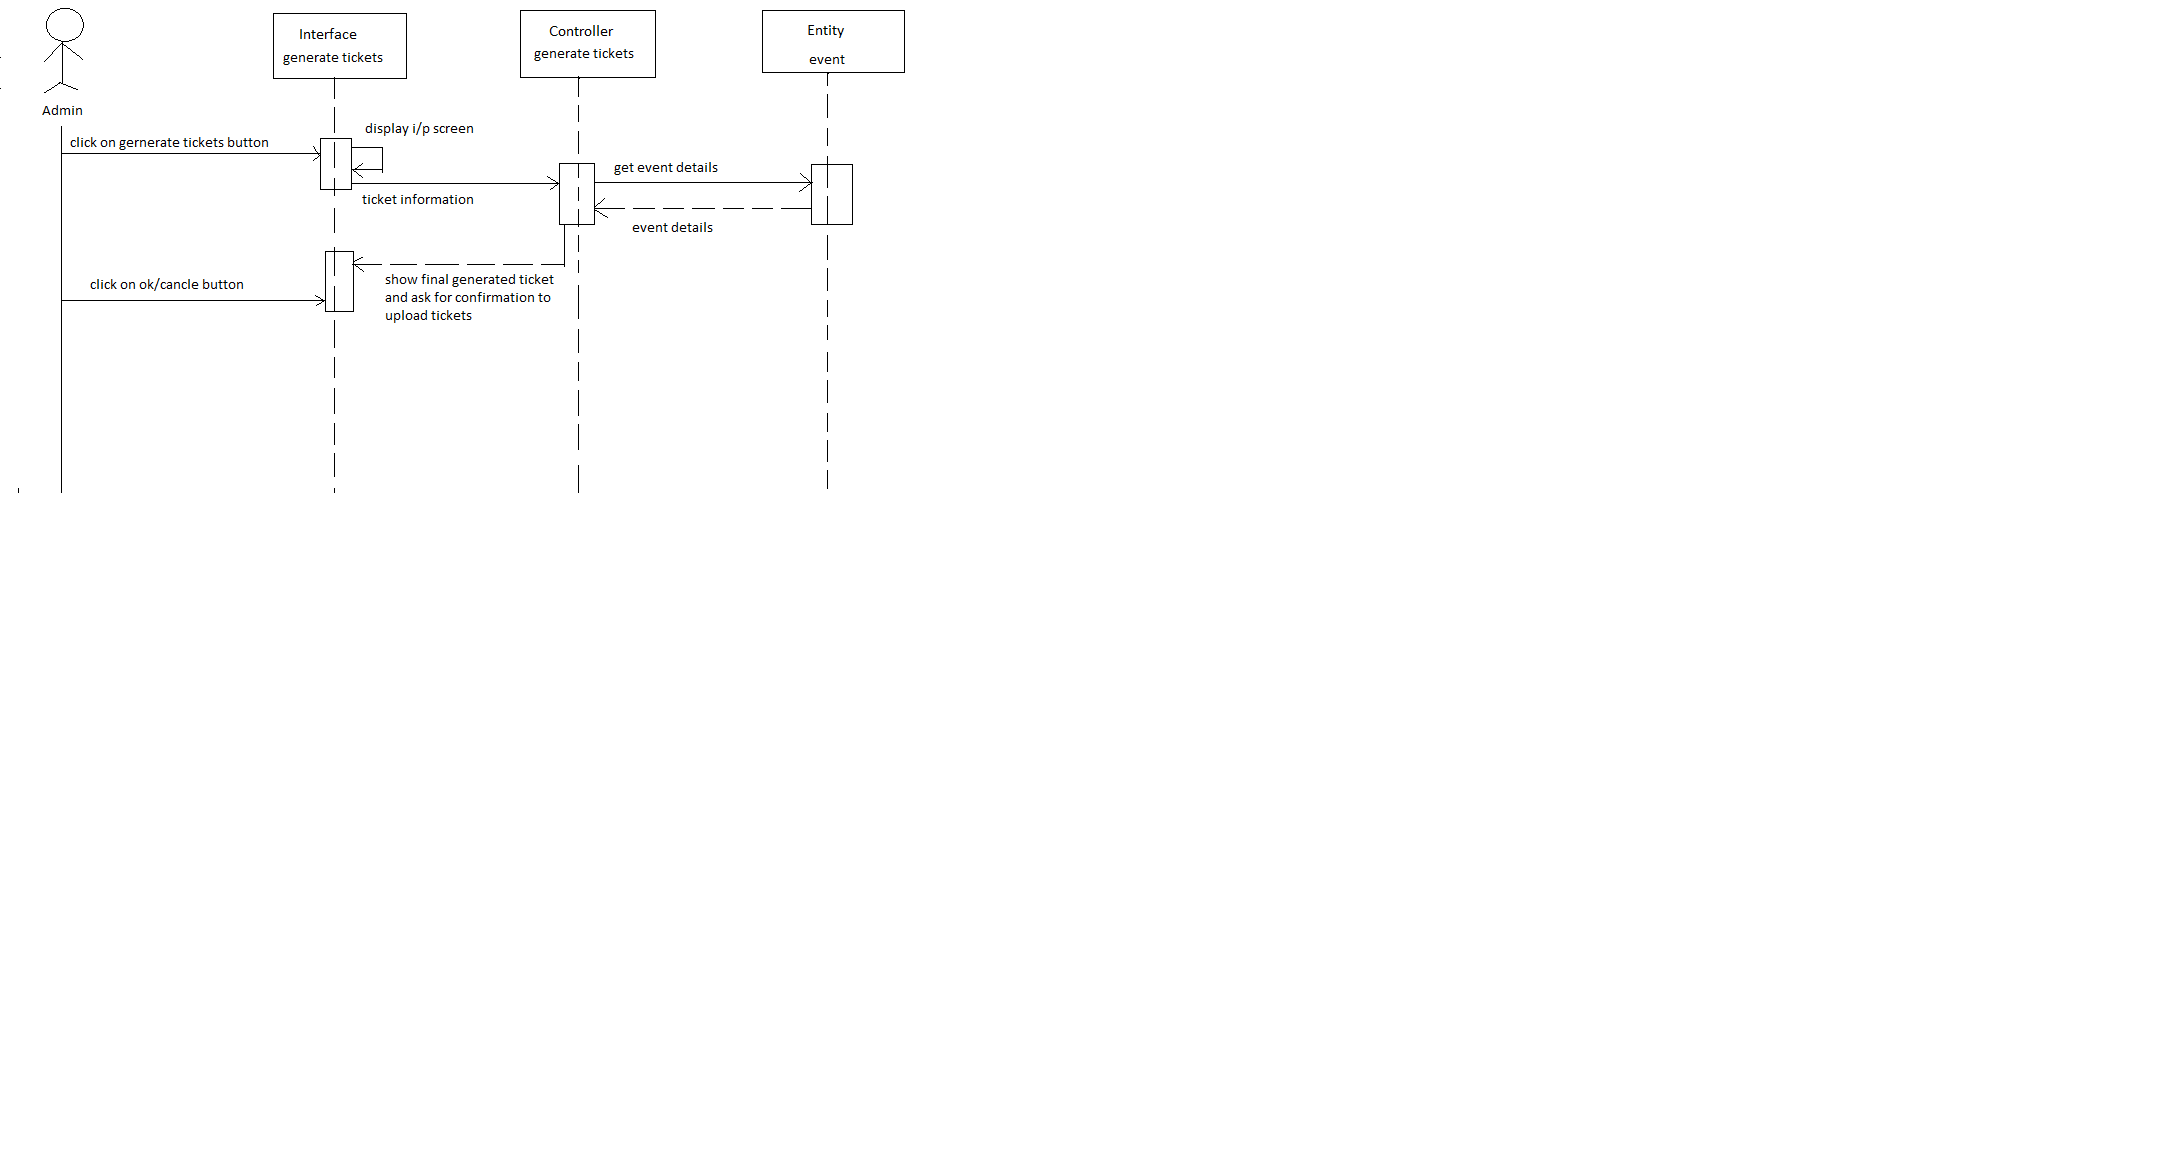 Admin
Interface
generate tickets
Controller
generate tickets
Entity
event
click on gernerate tickets button
display i/p screen
ticket information
get event details
event details
show final generated ticket
and ask for confirmation to
upload tickets
click on ok/cancle button